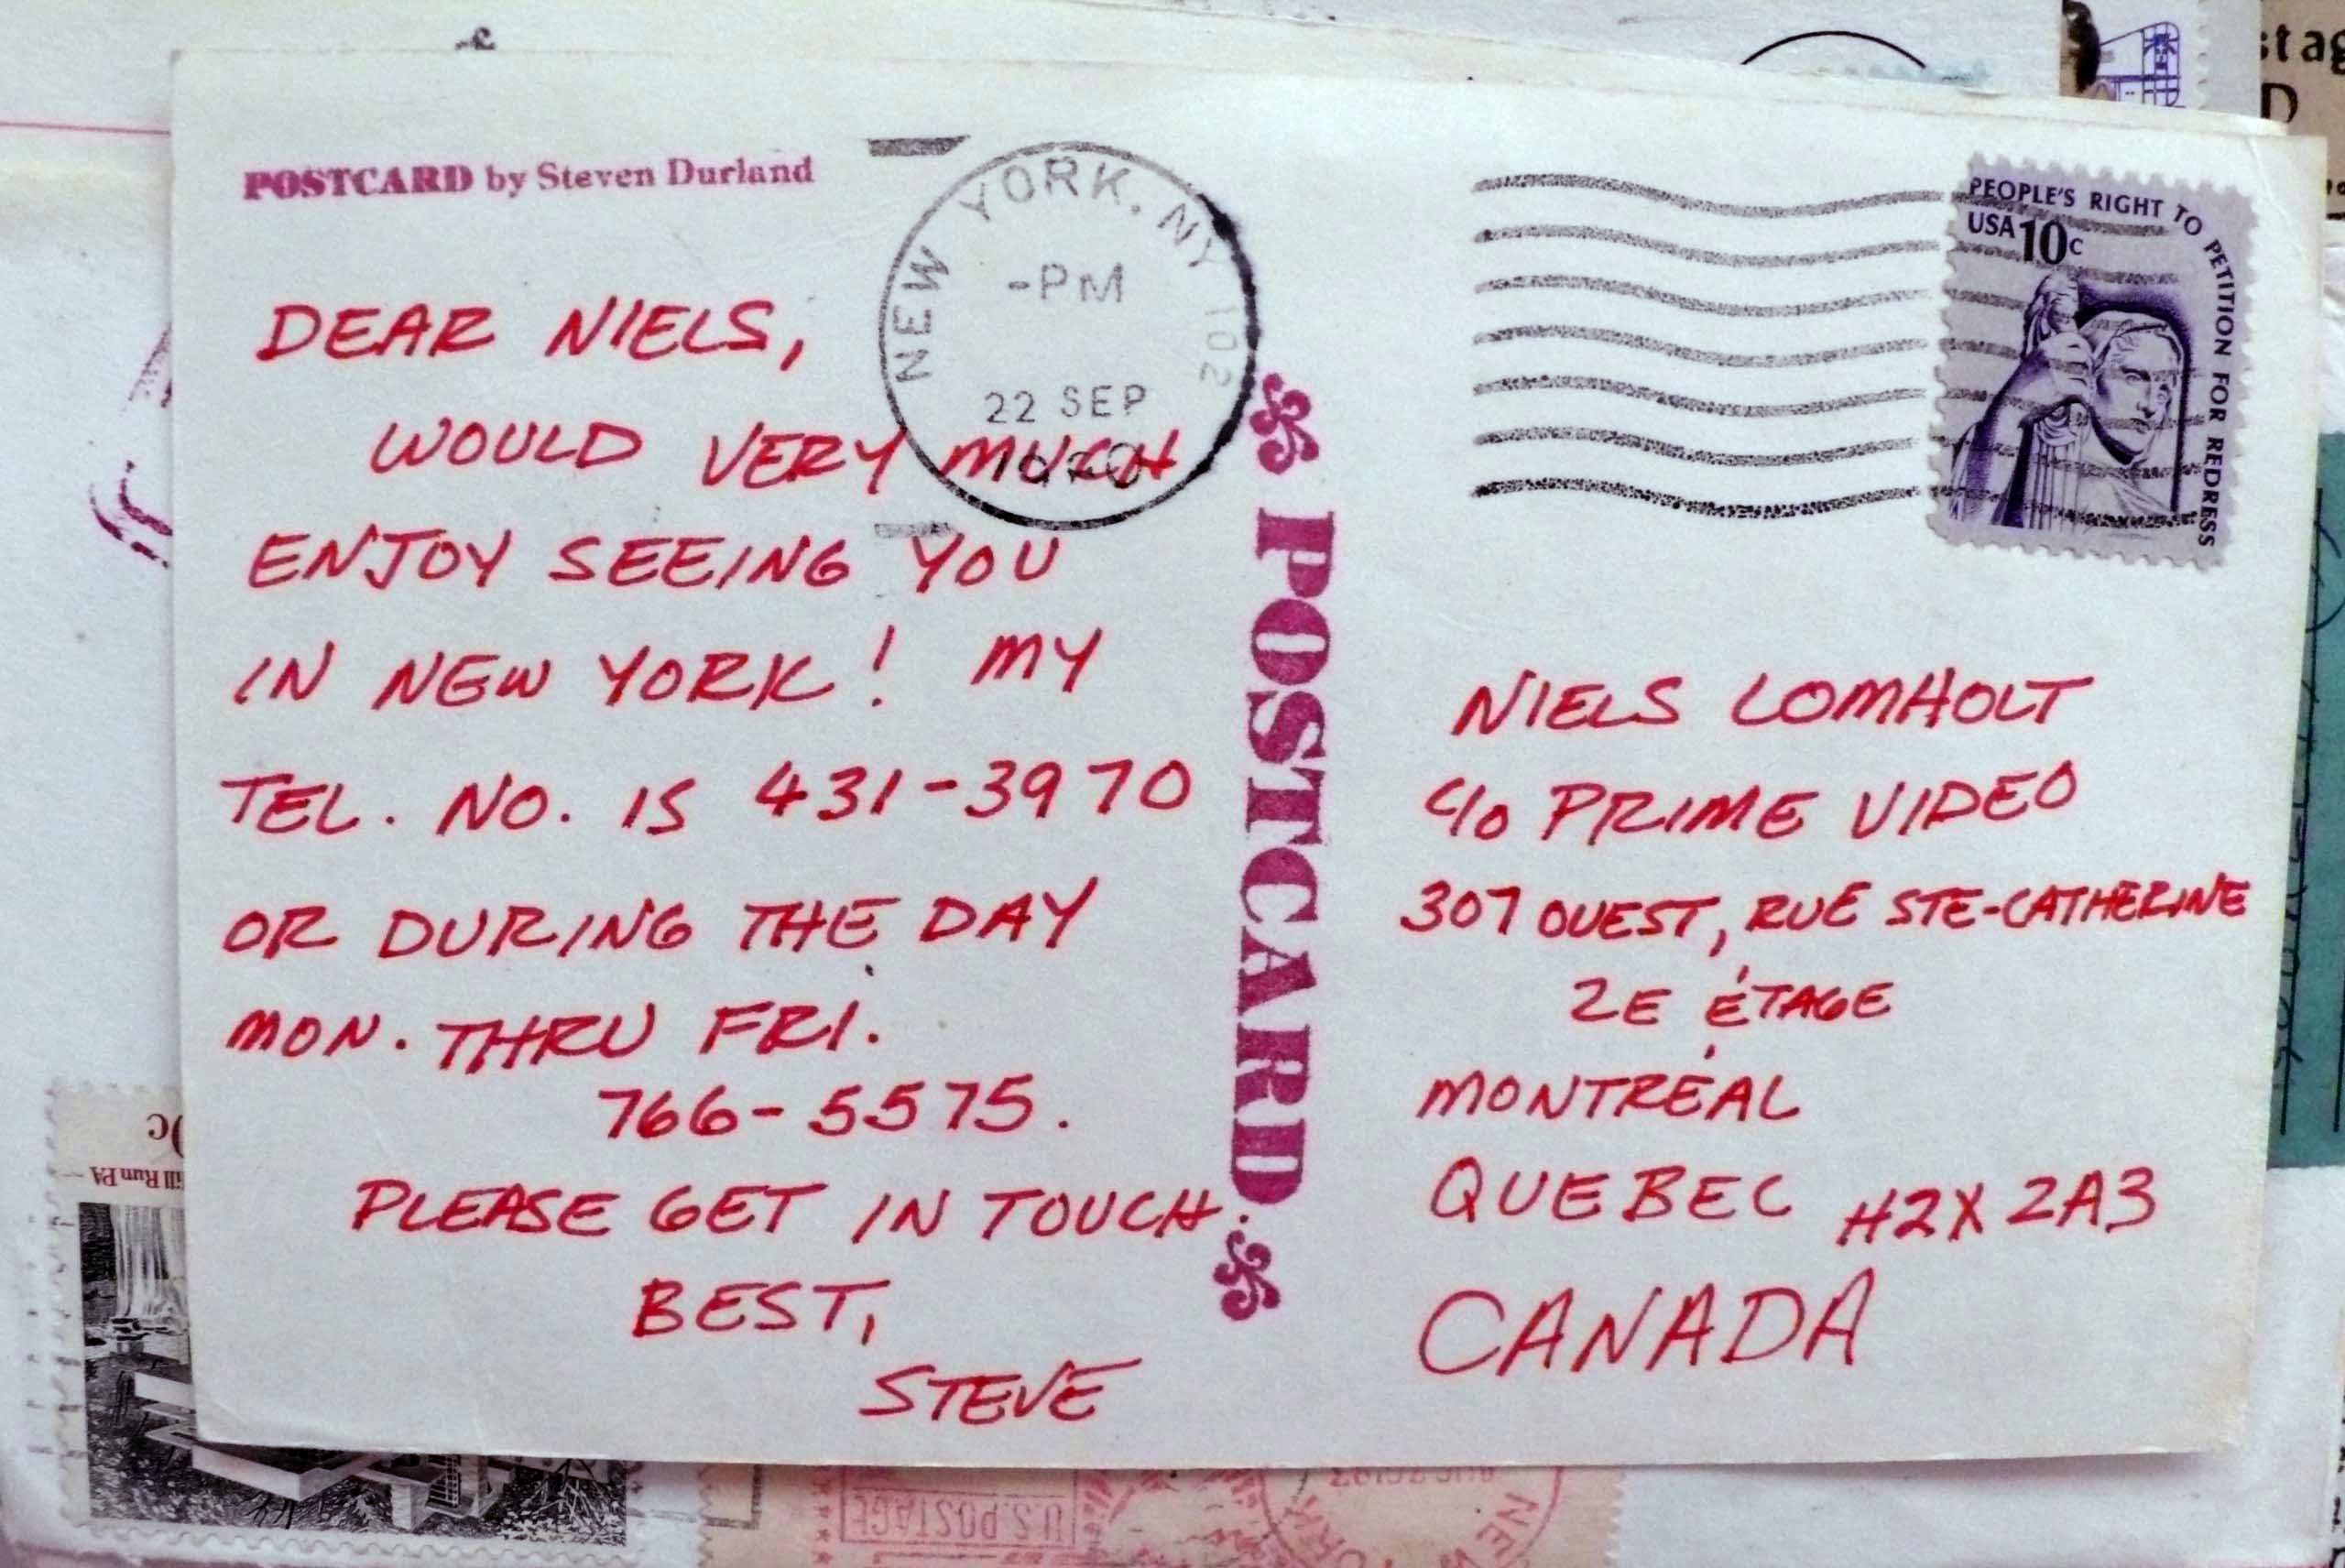 POSTCARD by Steven Durland
NEW YORK, NY 102
-PM
22 SEP
DEAR NIELS,
WOULD VERY MUCH
ENJOY SEEING YOU
IN NEW YORK! MY
TEL. NO. IS 431-3970
OR DURING THE DAY
MON. THRU FRI.
766-5575.
PLEASE GET IN TOUCH.
BEST,
STEVE
POSTCARD
PEOPLE'S RIGHT TO PETITION FOR REDRESS
USA 10c
NIELS LOMHOLT
c/o PRIME VIDEO
307 OUEST, RUE STE-CATHERINE
2E ÉTAGE
MONTRÉAL
QUEBEC H2X 2A3
CANADA
stag
D
Run PA
U.S. POSTAGE